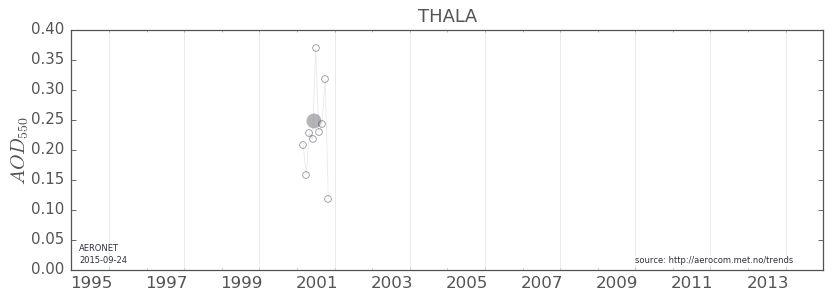 THALA
0.40
0.35
0.30
0.25
0.20
0.15
0.10
0.05
0.00
AOD550
AERONET
2015-09-24
source: http://aerocom.met.no/trends
1995 1997 1999 2001 2003 2005 2007 2009 2011 2013